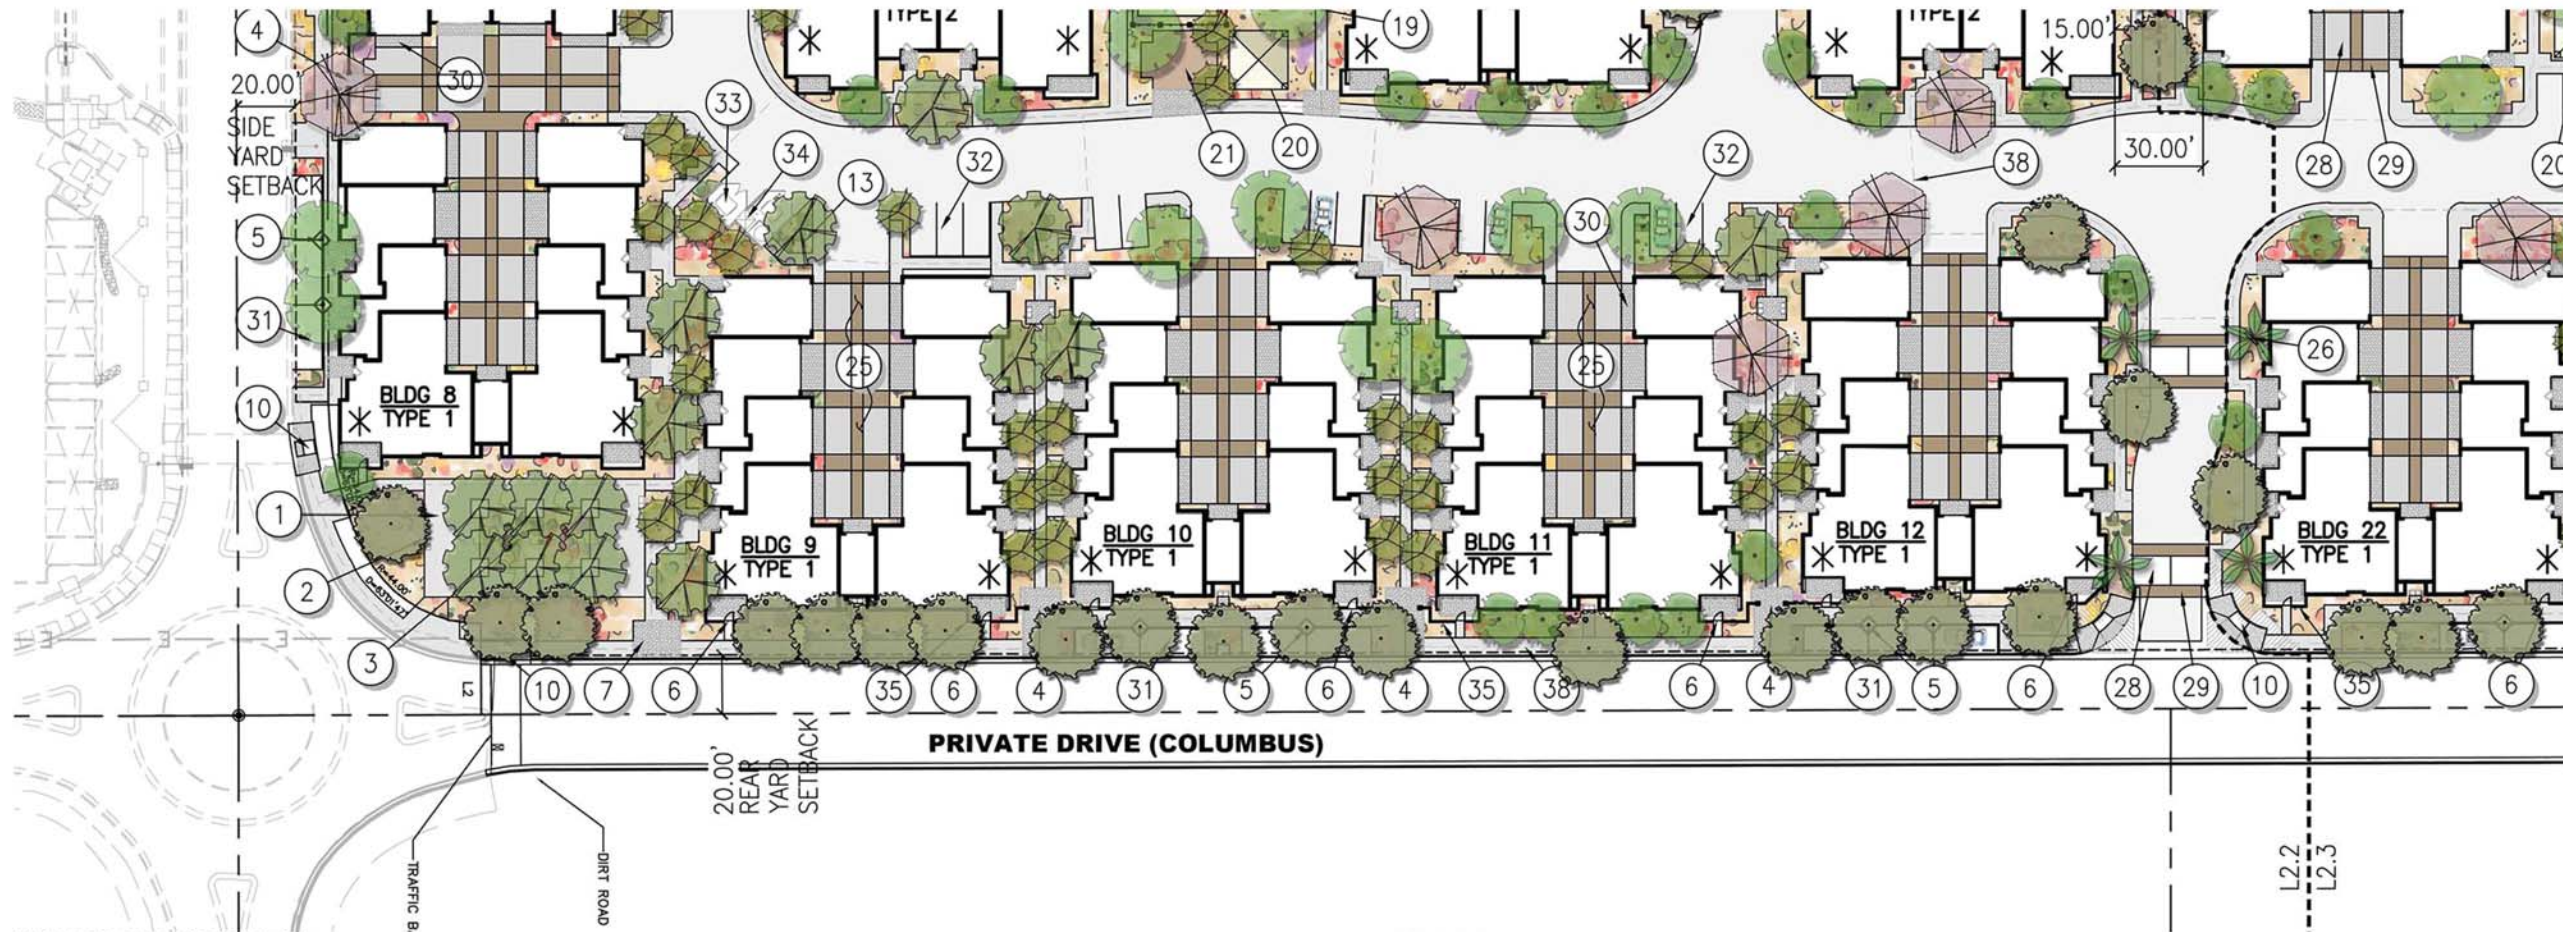 TYPE 2
TYPE 2
4
19
15.00'
30
20.00'
33
SIDE
YARD
SETBACK
34
32
21
20
32
38
30.00'
28
29
20
13
5
30
31
25
25
26
BLDG 8
TYPE 1
10
1
BLDG 9
TYPE 1
BLDG 10
TYPE 1
BLDG 11
TYPE 1
BLDG 12
TYPE 1
BLDG 22
TYPE 1
2
R=44.00'
3
E
E
E
10
7
6
35
6
4
31
5
6
4
35
38
6
4
31
5
6
28
29
10
35
6
L2
PRIVATE DRIVE (COLUMBUS)
20.00'
REAR
YARD
SETBACK
TRAFFIC
DIRT ROAD
L2.2
L2.3